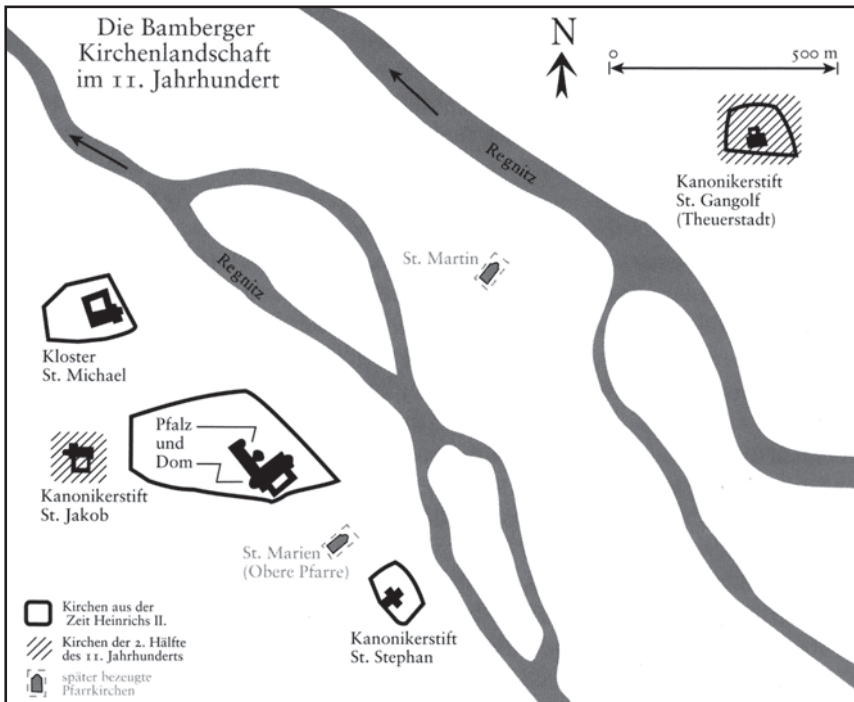 Die Bamberger
Kirchenlandschaft
im 11. Jahrhundert
N
0
500 m
Regnitz
Kanonikerstift
St. Gangolf
(Theuerstadt)
St. Martin
Regnitz
Kloster
St. Michael
Pfalz
und
Dom
Kanonikerstift
St. Jakob
St. Marien
(Obere Pfarre)
Kanonikerstift
St. Stephan
Kirchen aus der
Zeit Heinrichs II.
Kirchen der 2. Hälfte
des 11. Jahrhunderts
später bezeugte
Pfarrkirchen